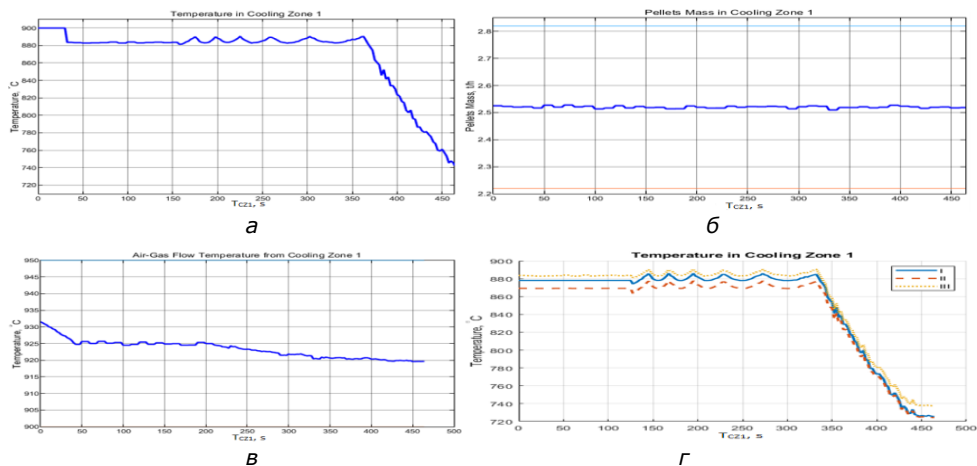 Temperature in Cooling Zone 1
Temperature, °C
900
880
860
840
820
800
780
760
740
720
0 50 100 150 200 250 300 350 400 450
TCZ1, s
а
Pellets Mass in Cooling Zone 1
Pellets Mass, t/h
2.8
2.7
2.6
2.5
2.4
2.3
2.2
0 50 100 150 200 250 300 350 400 450
TCZ1, s
б
Air-Gas Flow Temperature from Cooling Zone 1
Temperature, °C
950
945
940
935
930
925
920
915
910
905
900
0 50 100 150 200 250 300 350 400 450 500
TCZ1, s
в
Temperature in Cooling Zone 1
Temperature, °C
900
880
860
840
820
800
780
760
740
720
I
II
III
0 50 100 150 200 250 300 350 400 450 500
TCZ1, s
г